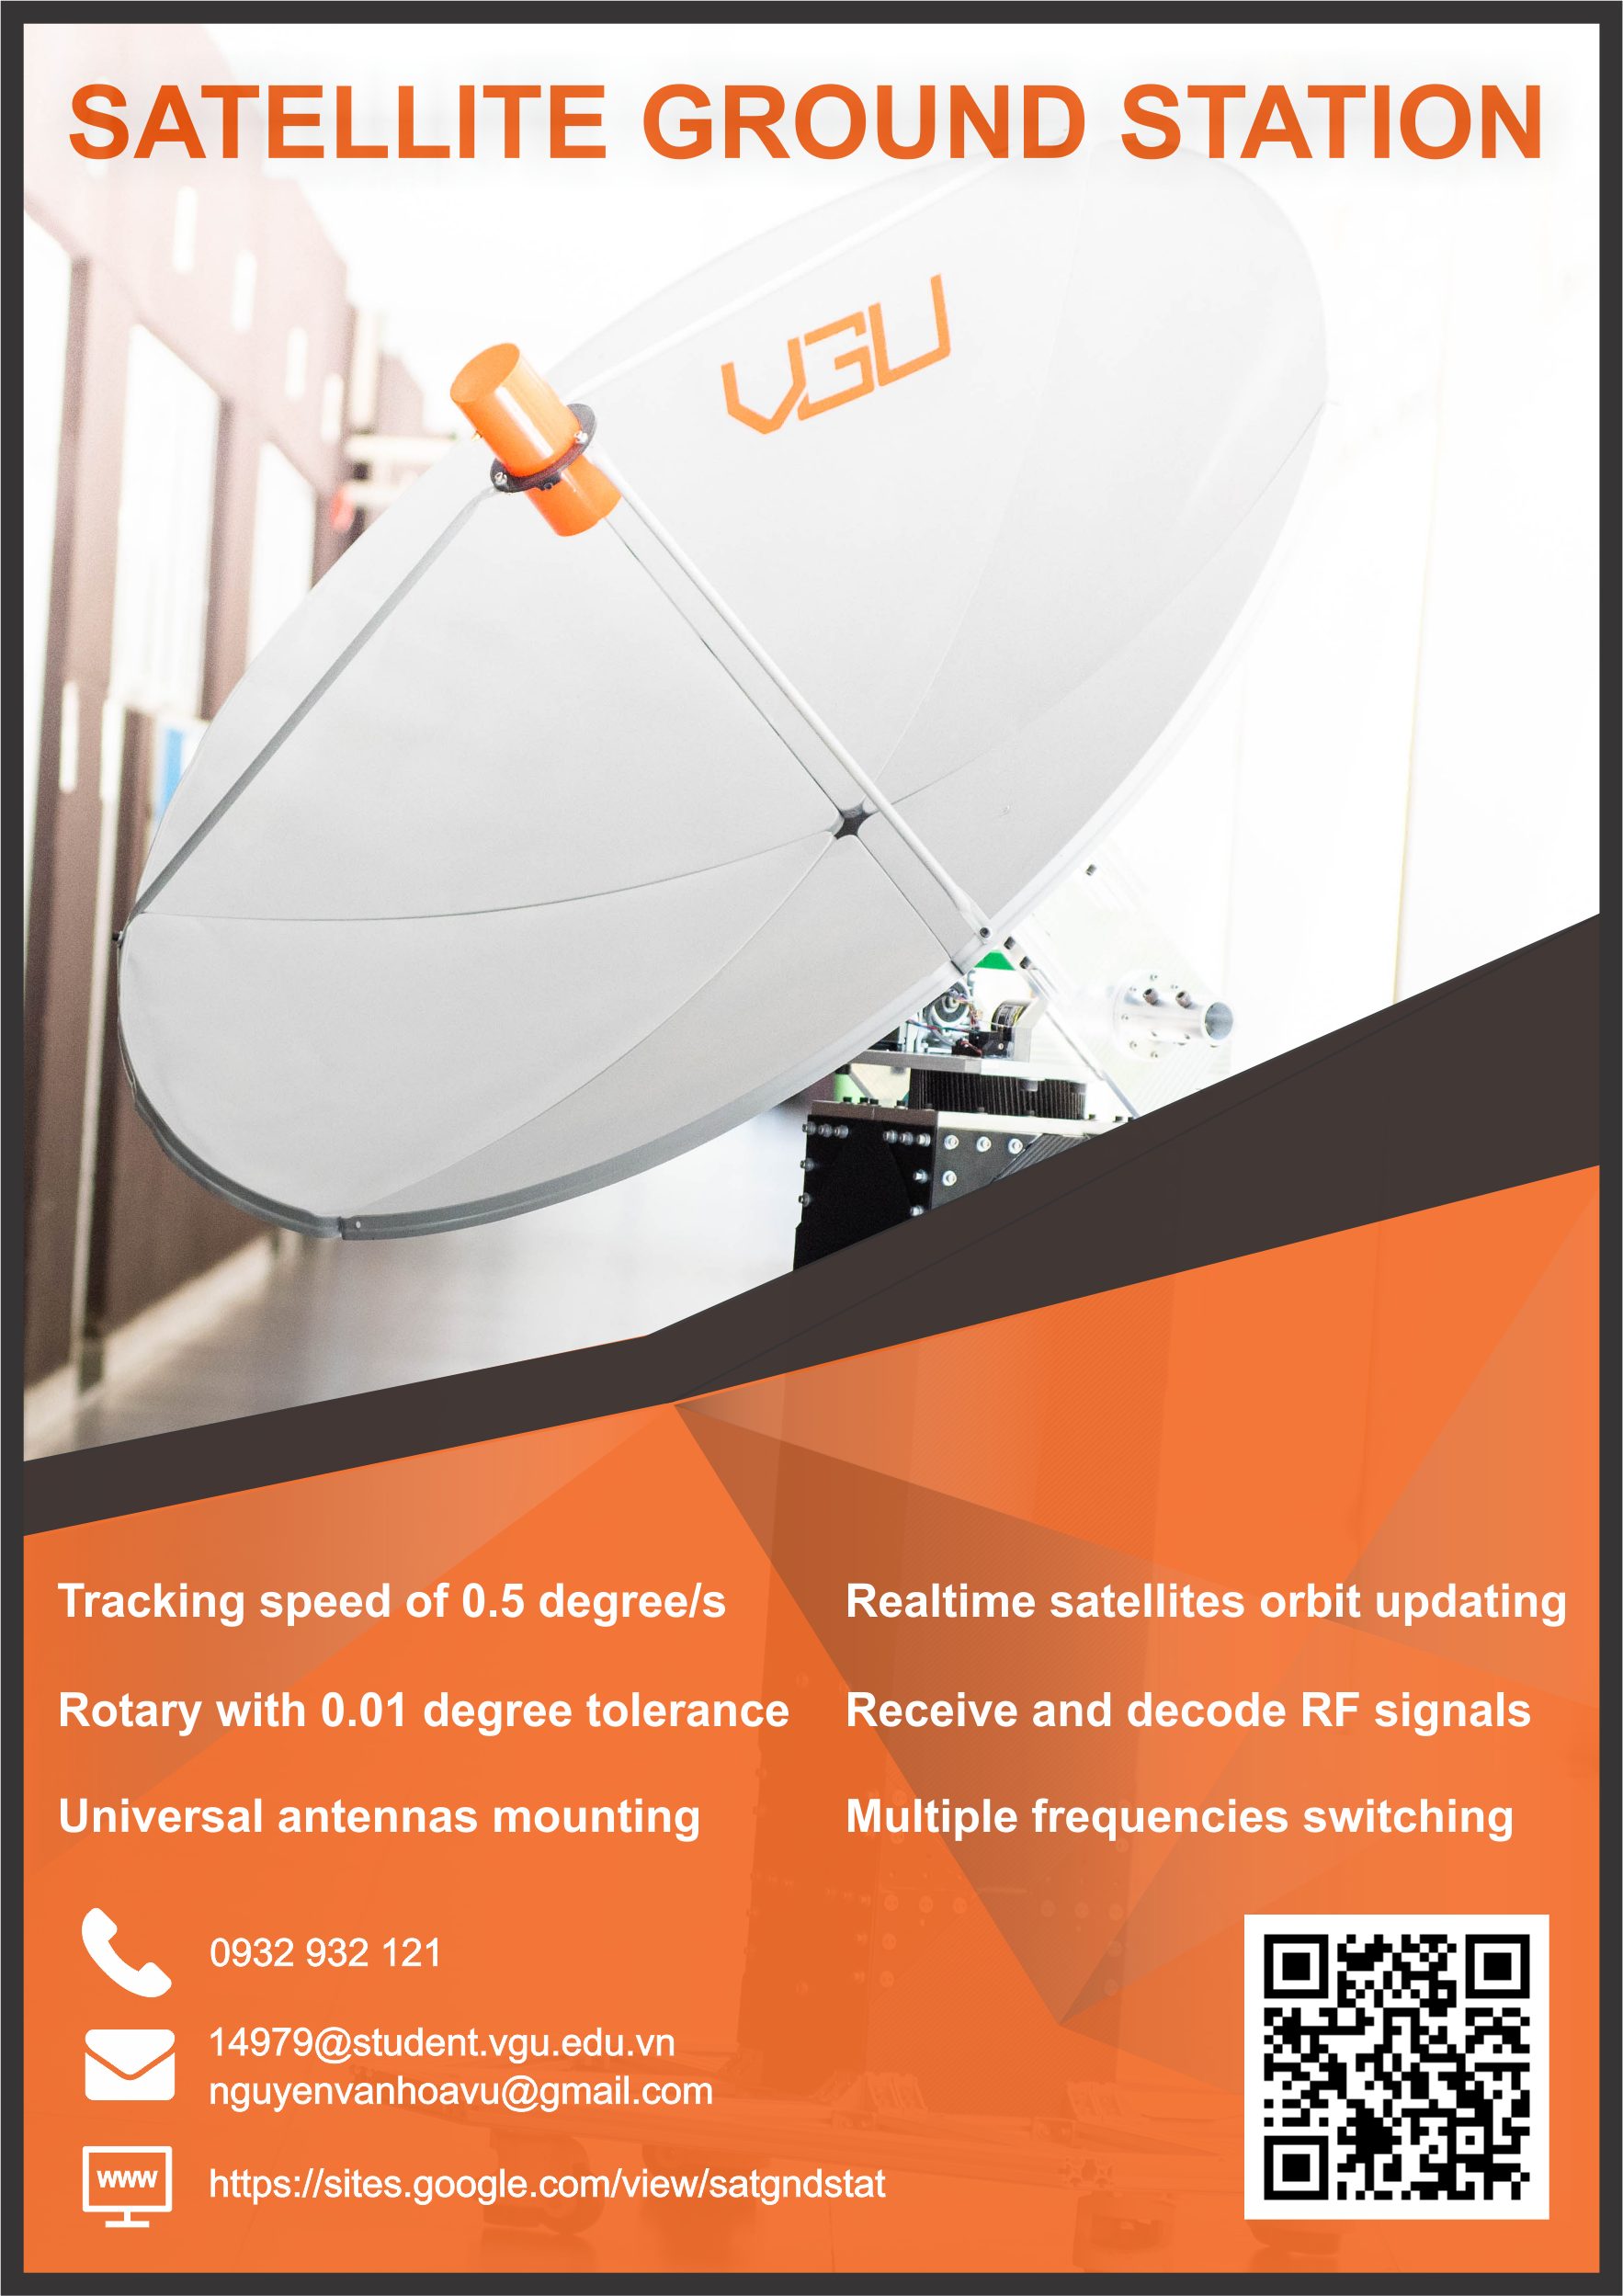 SATELLITE GROUND STATION
VGU
Tracking speed of 0.5 degree/s
Rotary with 0.01 degree tolerance
Universal antennas mounting
Realtime satellites orbit updating
Receive and decode RF signals
Multiple frequencies switching
0932 932 121
14979@student.vgu.edu.vn
nguyenvanhoavu@gmail.com
www
https://sites.google.com/view/satgndstat